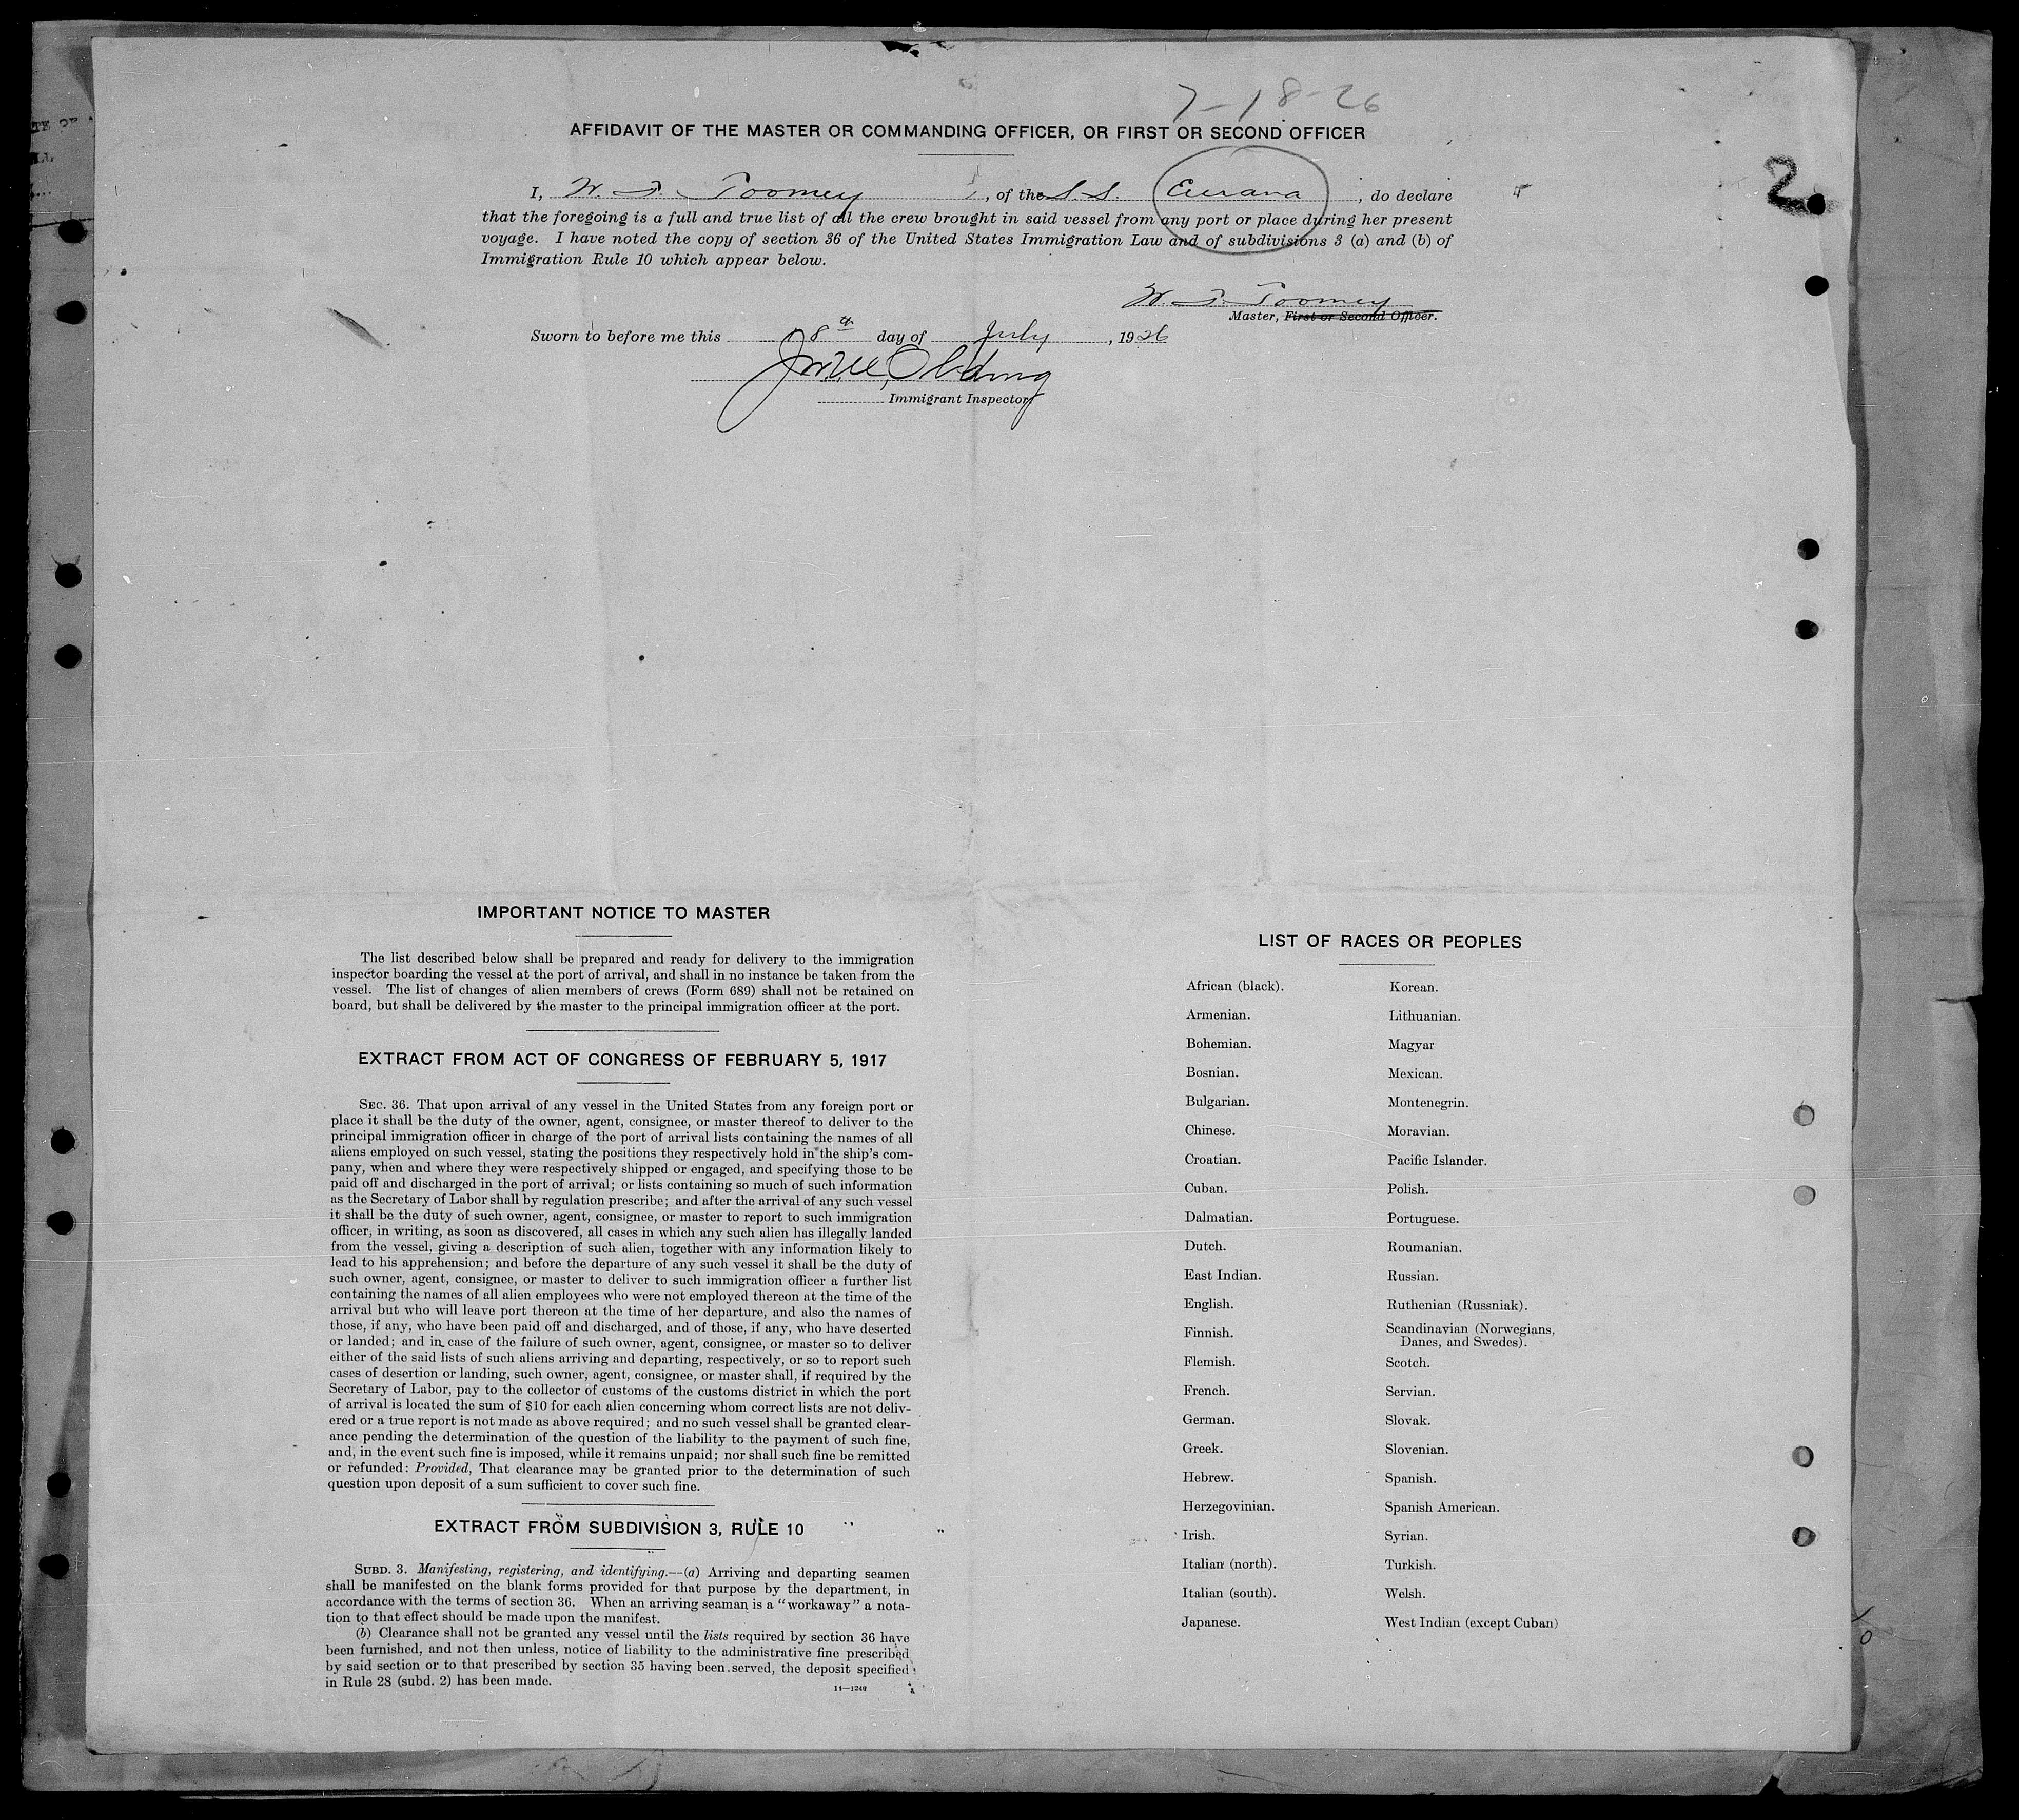 7-18-26
AFFIDAVIT OF THE MASTER OR COMMANDING OFFICER, OR FIRST OR SECOND OFFICER
2
I, W. J. Toomey, of the S.S. Eurana, do declare
that the foregoing is a full and true list of all the crew brought in said vessel from any port or place during her present
voyage. I have noted the copy of section 36 of the United States Immigration Law and of subdivisions 3 (a) and (b) of
Immigration Rule 10 which appear below.
W. J. Toomey
Master, First or Second Officer.
Sworn to before me this 18th day of July, 1926
Immigrant Inspector.
IMPORTANT NOTICE TO MASTER
The list described below shall be prepared and ready for delivery to the immigration
inspector boarding the vessel at the port of arrival, and shall in no instance be taken from the
vessel. The list of changes of alien members of crews (Form 689) shall not be retained on
board, but shall be delivered by the master to the principal immigration officer at the port.
EXTRACT FROM ACT OF CONGRESS OF FEBRUARY 5, 1917
SEC. 36. That upon arrival of any vessel in the United States from any foreign port or
place it shall be the duty of the owner, agent, consignee, or master thereof to deliver to the
principal immigration officer in charge of the port of arrival lists containing the names of all
aliens employed on such vessel, stating the positions they respectively hold in the ship's com-
pany, when and where they were respectively shipped or engaged, and specifying those to be
paid off and discharged in the port of arrival; or lists containing so much of such information
as the Secretary of Labor shall by regulation prescribe; and after the arrival of any such vessel
it shall be the duty of such owner, agent, consignee, or master to report to such immigration
officer, in writing, as soon as discovered, all cases in which any such alien has illegally landed
from the vessel, giving a description of such alien, together with any information likely to
lead to his apprehension; and before the departure of any such vessel it shall be the duty of
such owner, agent, consignee, or master to deliver to such immigration officer a further list
containing the names of all alien employees who were not employed thereon at the time of the
arrival but who will leave port thereon at the time of her departure, and also the names of
those, if any, who have been paid off and discharged, and of those, if any, who have deserted
or landed; and in case of the failure of such owner, agent, consignee, or master so to deliver
either of the said lists of such aliens arriving and departing, respectively, or so to report such
cases of desertion or landing, such owner, agent, consignee, or master shall, if required by the
Secretary of Labor, pay to the collector of customs of the customs district in which the port
of arrival is located the sum of $10 for each alien concerning whom correct lists are not deliv-
ered or a true report is not made as above required; and no such vessel shall be granted clear-
ance pending the determination of the question of the liability to the payment of such fine,
and, in the event such fine is imposed, while it remains unpaid; nor shall such fine be remitted
or refunded: Provided, That clearance may be granted prior to the determination of such
question upon deposit of a sum sufficient to cover such fine.
EXTRACT FROM SUBDIVISION 3, RULE 10
SUBD. 3. Manifesting, registering, and identifying.—(a) Arriving and departing seamen
shall be manifested on the blank forms provided for that purpose by the department, in
accordance with the terms of section 36. When an arriving seaman is a "workaway" a nota-
tion to that effect should be made upon the manifest.
(b) Clearance shall not be granted any vessel until the lists required by section 36 have
been furnished, and not then unless, notice of liability to the administrative fine prescribed
by said section or to that prescribed by section 35 having been served, the deposit specified
in Rule 28 (subd. 2) has been made.
14—1240
LIST OF RACES OR PEOPLES
African (black).
Armenian.
Bohemian.
Bosnian.
Bulgarian.
Chinese.
Croatian.
Cuban.
Dalmatian.
Dutch.
East Indian.
English.
Finnish.
Flemish.
French.
German.
Greek.
Hebrew.
Herzegovinian.
Irish.
Italian (north).
Italian (south).
Japanese.
Korean.
Lithuanian.
Magyar
Mexican.
Montenegrin.
Moravian.
Pacific Islander.
Polish.
Portuguese.
Roumanian.
Russian.
Ruthenian (Russniak).
Scandinavian (Norwegians,
Danes, and Swedes).
Scotch.
Servian.
Slovak.
Slovenian.
Spanish.
Spanish American.
Syrian.
Turkish.
Welsh.
West Indian (except Cuban)